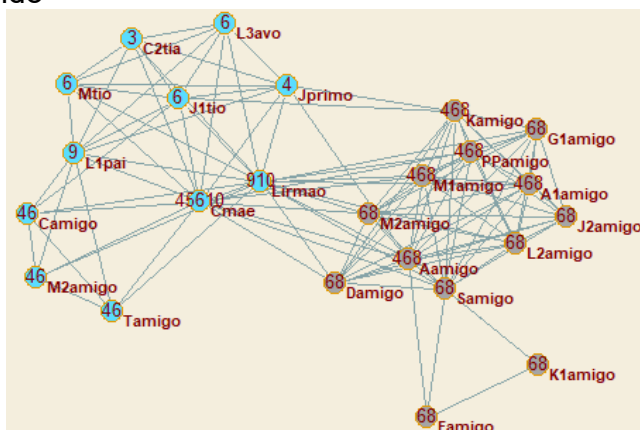 6 L3avo
3 C2tia
6 Mtio
6 J1tio
4 Jprimo
468 Kamigo
68 G1amigo
468 PPamigo
9 L1pai
910 Lirmao
468 M1amigo
468 A1amigo
45610 Cmae
46 Camigo
68 M2amigo
68 J2amigo
68 L2amigo
468 Aamigo
46 M2amigo
68 Damigo
68 Samigo
46 Tamigo
68 K1amigo
68